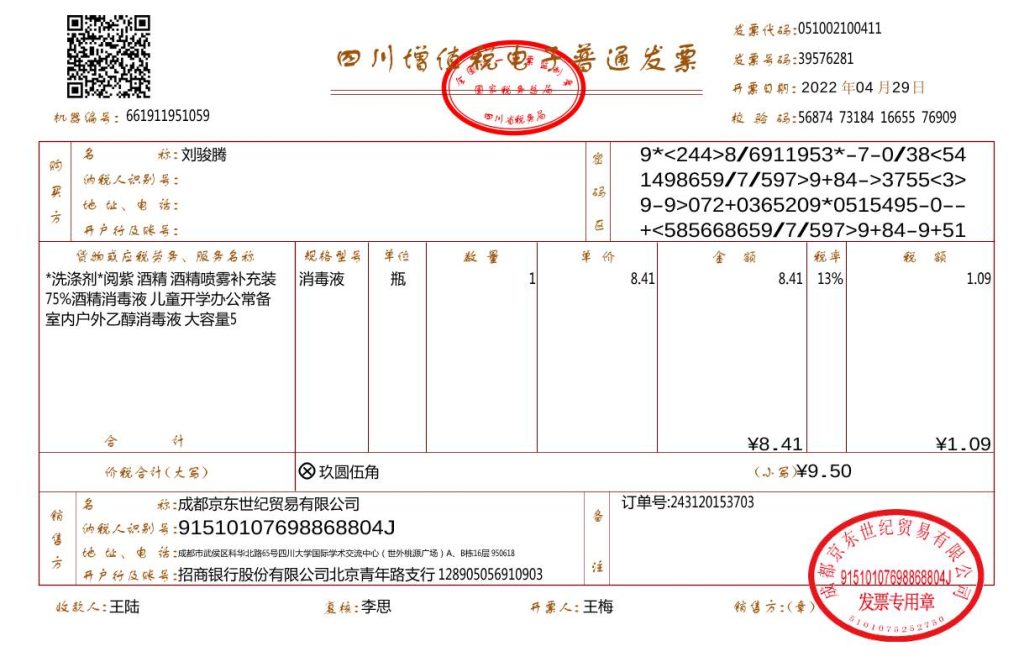 四川增值税电子普通发票
全国统一发票监制章
国家税务总局
四川省税务局
发票代码:051002100411
发票号码:39576281
开票日期: 2022 年04 月29日
机器编号: 661911951059
校 验 码:56874 73184 16655 76909
购买方
名 称:刘骏腾
纳税人识别号:
地 址、电 话:
开户行及账号:
密码区
9*<244>8/6911953*-7-0/38<54
1498659/7/597>9+84->3755<3>
9-9>072+0365209*0515495-0--
+<585668659/7/597>9+84-9+51
货物或应税劳务、服务名称 规格型号 单位 数 量 单 价 金 额 税率 税 额
*洗涤剂*阅紫 酒精 酒精喷雾补充装 消毒液 瓶 1 8.41 8.41 13% 1.09
75%酒精消毒液 儿童开学办公常备
室内户外乙醇消毒液 大容量5
合 计 ¥8.41 ¥1.09
价税合计(大写) ⊗玖圆伍角 (小写)¥9.50
销售方
名 称:成都京东世纪贸易有限公司
纳税人识别号:91510107698868804J
地 址、电 话:成都市武侯区科华北路65号四川大学国际学术交流中心(世外桃源广场)A、B栋16层 950618
开户行及账号:招商银行股份有限公司北京青年路支行 128905056910903
备注
订单号:243120153703
收款人:王陆 复核:李思 开票人:王梅 销售方:(章)
成都京东世纪贸易有限公司
91510107698868804J
发票专用章
5101075252750